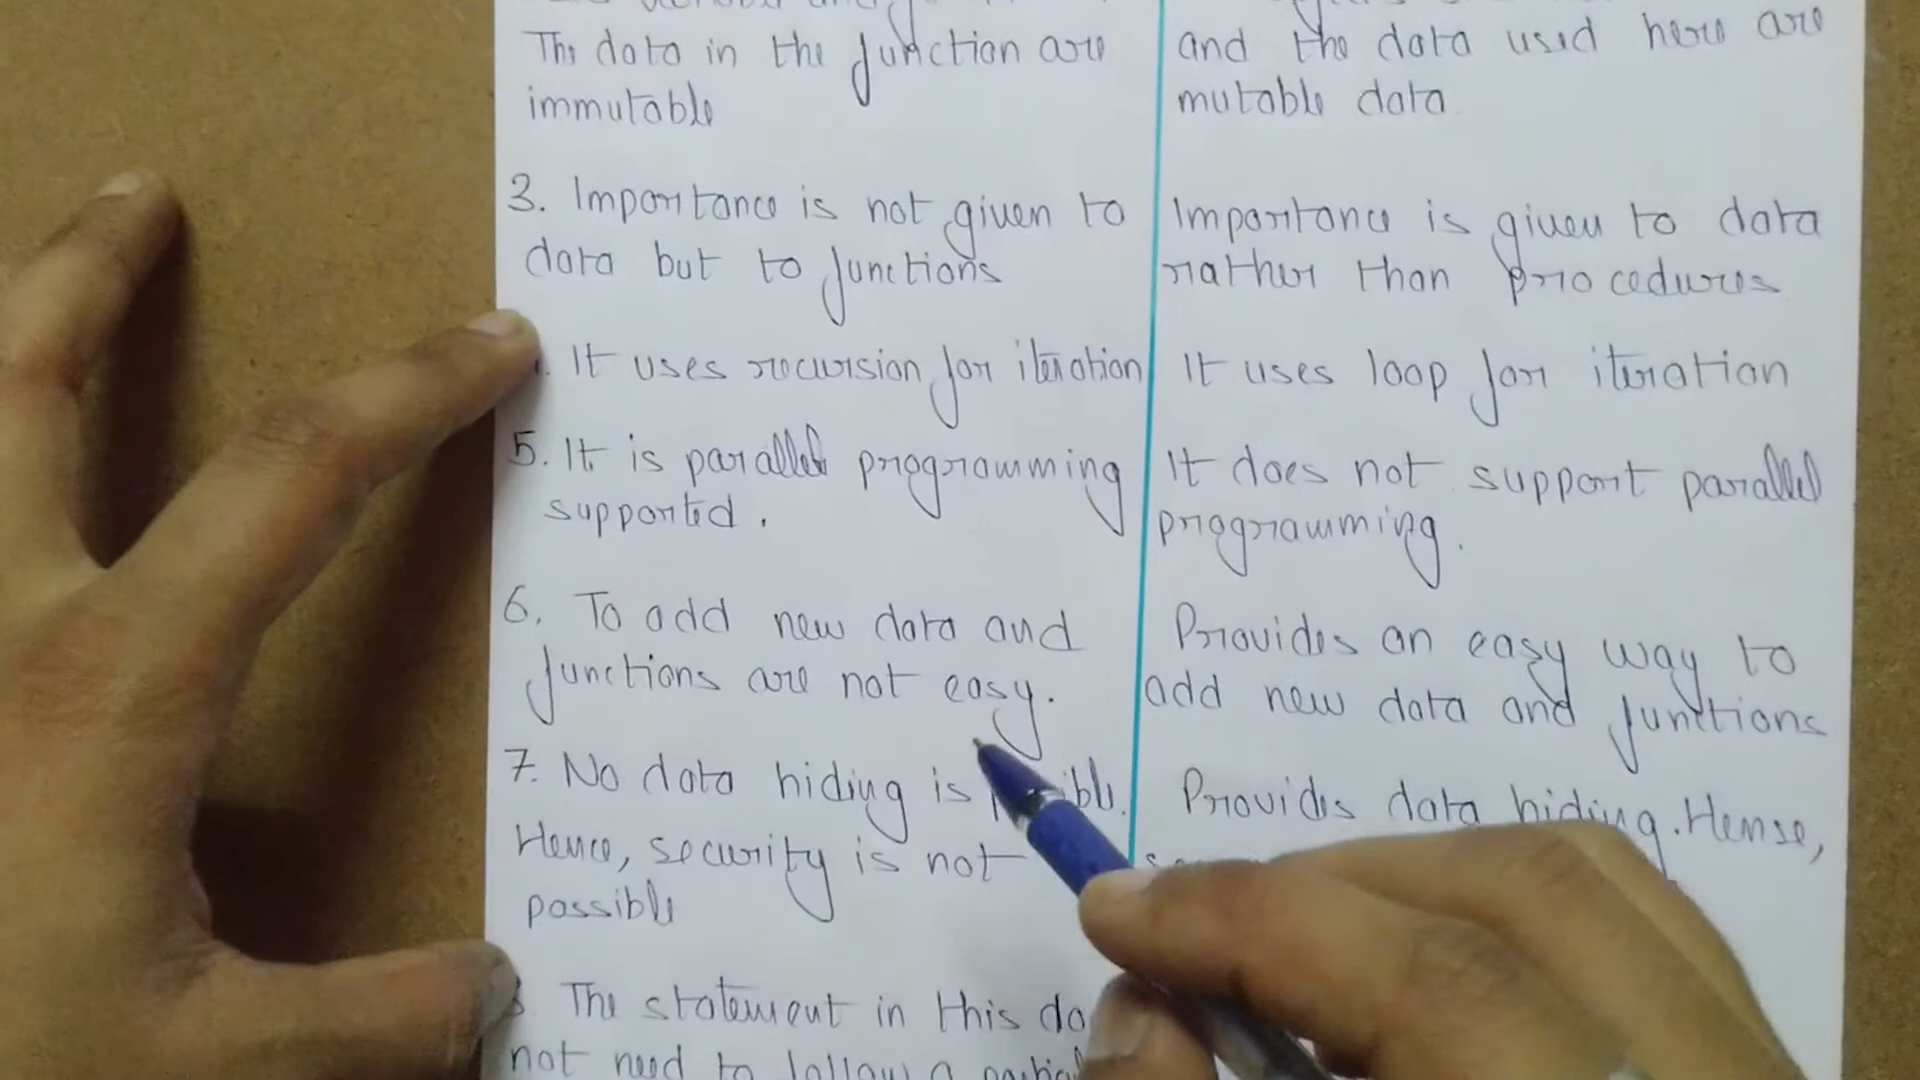 The data in the function are
immutable
3. Importance is not given to
data but to functions
. It uses recursion for iteration
5. It is parallel programming
supported.
6. To add new data and
functions are not easy.
7. No data hiding is
Hence, security is not
possible
8 The statement in this do
not need to follow a
and the data used here are
mutable data.
Importance is given to data
rather than procedures
It uses loop for iteration
It does not support parallel
programming.
Provides an easy way to
add new data and functions
Provides data hiding. Hense,